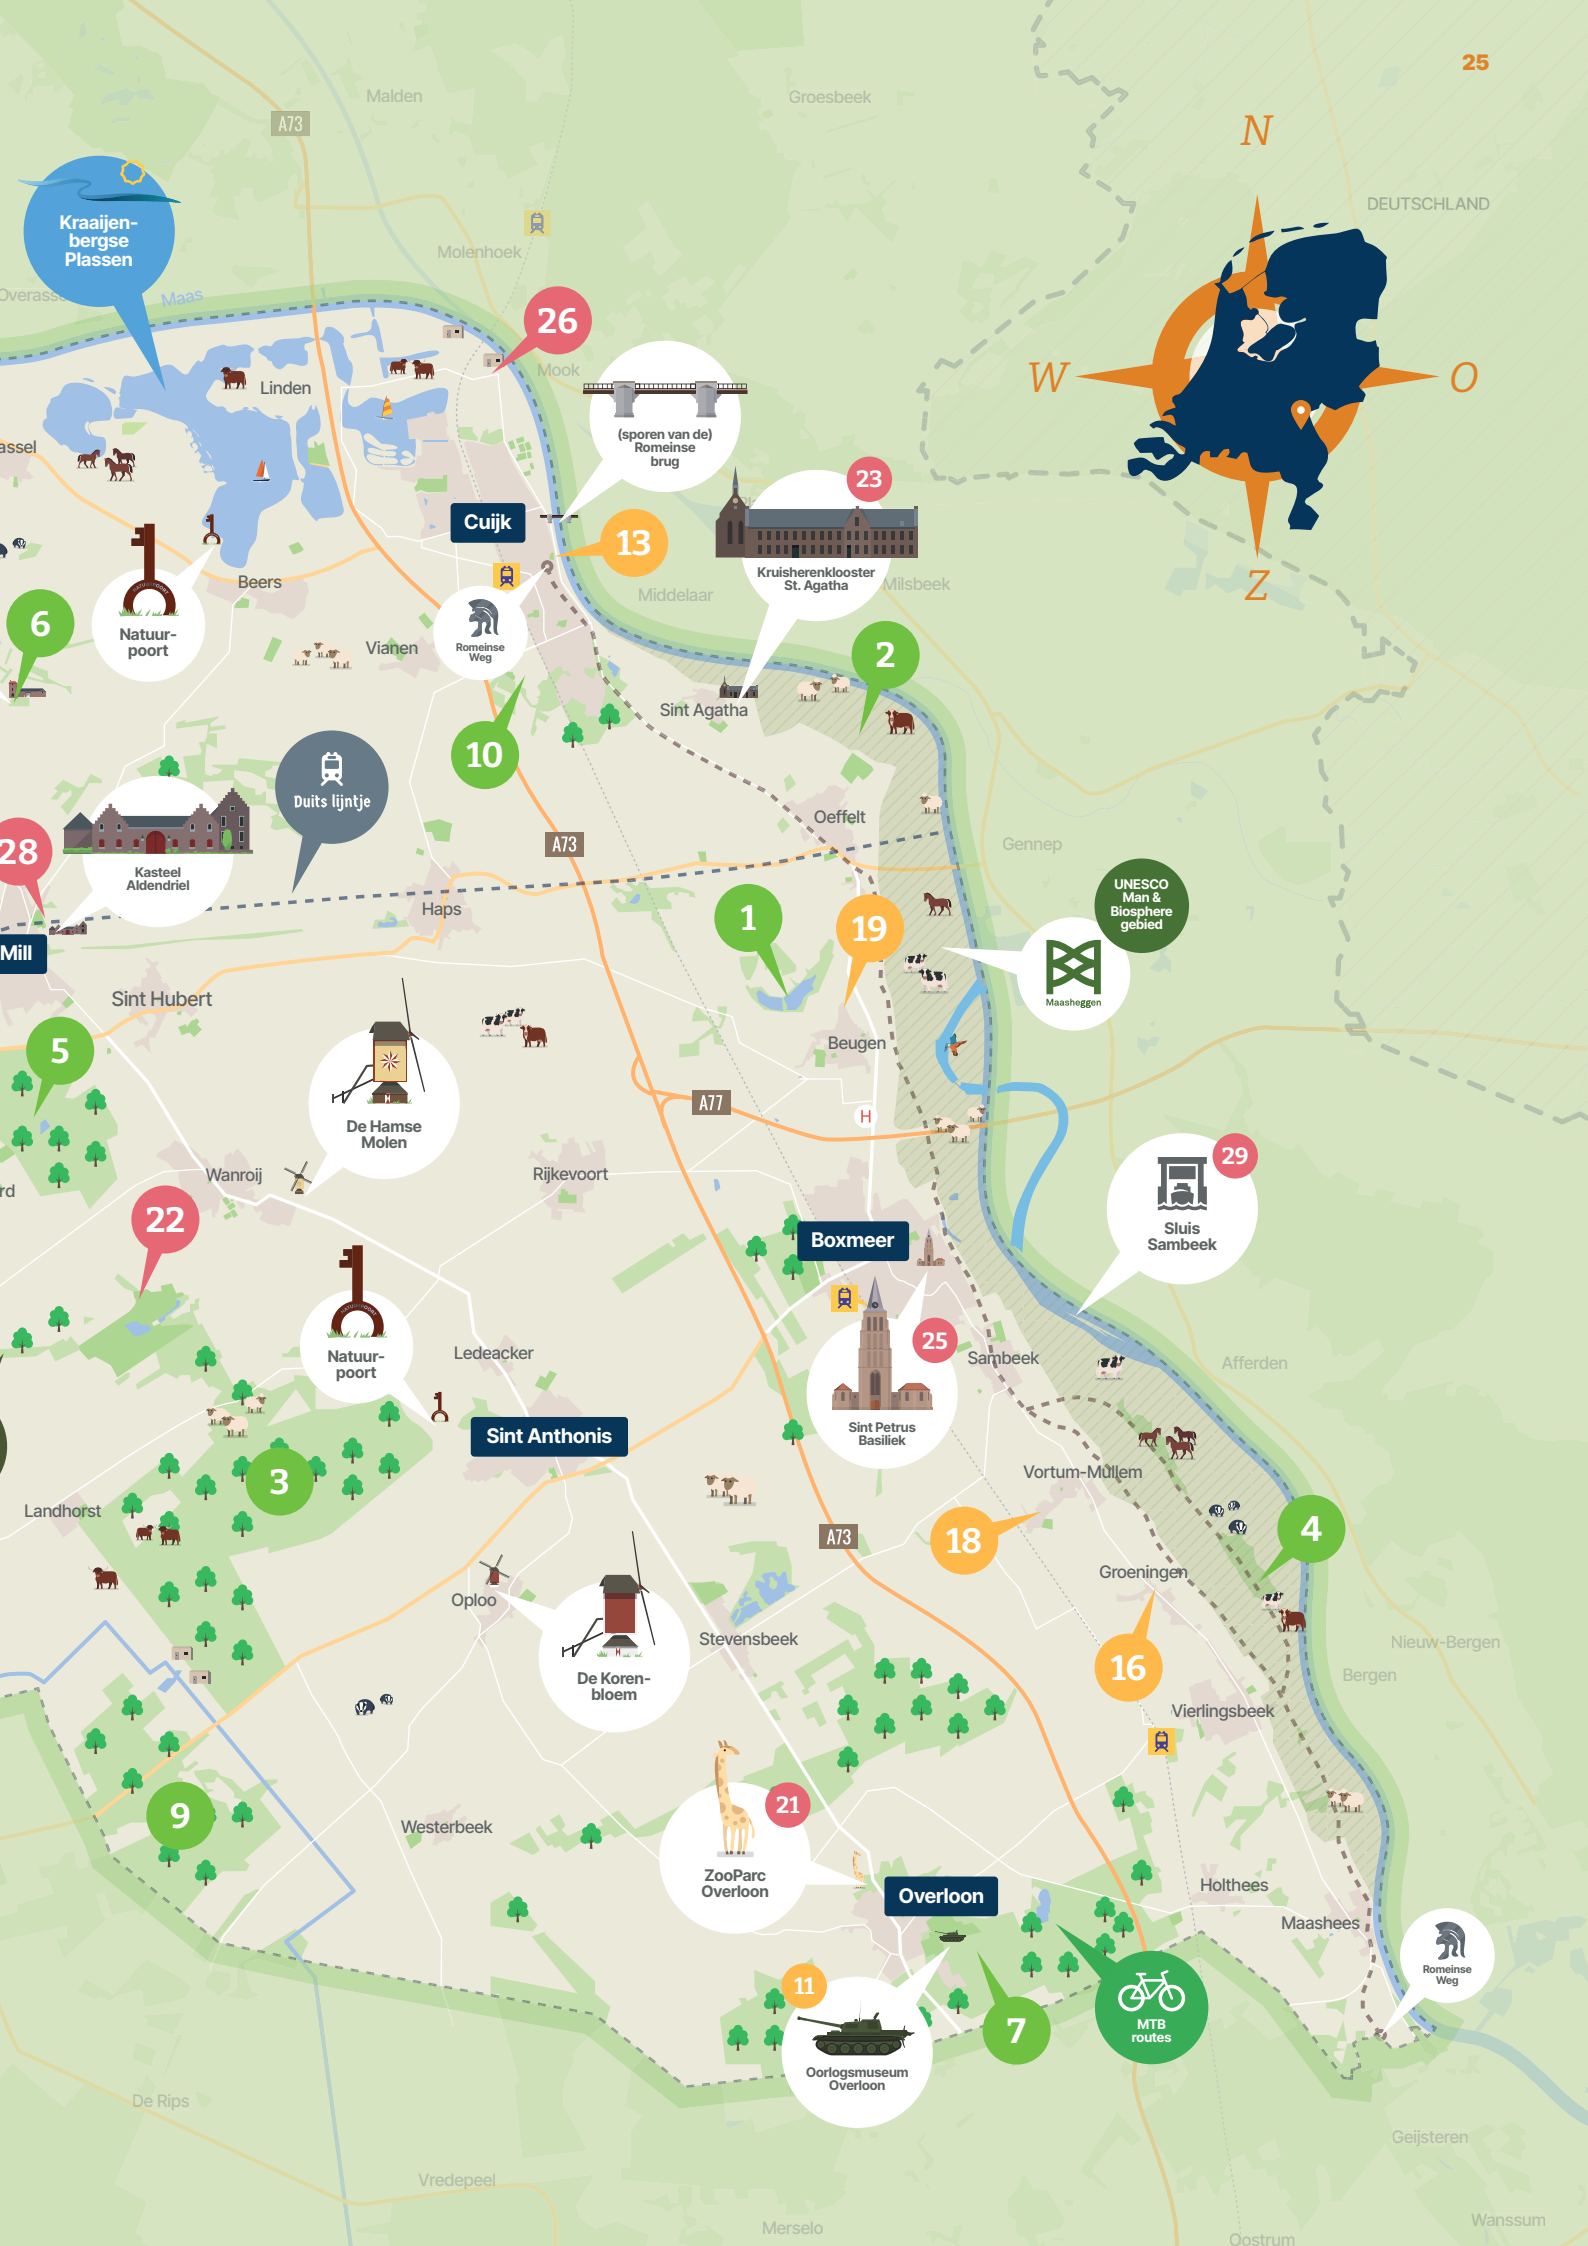 25
Malden
Groesbeek
A73
N
DEUTSCHLAND
Kraaijen-
bergse
Plassen
Molenhoek
Maas
26
Mook
W
O
Linden
(sporen van de)
Romeinse
brug
23
Cuijk
13
Kruisherenklooster
St. Agatha
Milsbeek
Z
Beers
Middelaar
6
Natuur-
poort
Vianen
Romeinse
Weg
2
Sint Agatha
10
Duits lijntje
Oeffelt
A73
Gennep
28
Kasteel
Aldendriel
UNESCO
Man &
Biosphere
gebied
Haps
1
19
Mill
Maasheggen
Sint Hubert
Beugen
5
A77
H
De Hamse
Molen
Wanroij
Rijkevoort
29
Sluis
Sambeek
22
Boxmeer
Natuur-
poort
25
Ledeacker
Sambeek
Afferden
Sint Petrus
Basiliek
Sint Anthonis
3
Vortum-Mullem
Landhorst
18
4
A73
Groeningen
Oploo
Stevensbeek
Nieuw-Bergen
16
Bergen
De Koren-
bloem
Vierlingsbeek
9
21
Westerbeek
ZooParc
Overloon
Holthees
Overloon
Maashees
Romeinse
Weg
11
7
MTB
routes
Oorlogsmuseum
Overloon
De Rips
Geijsteren
Vredepeel
Merselo
Wanssum
Oostrum